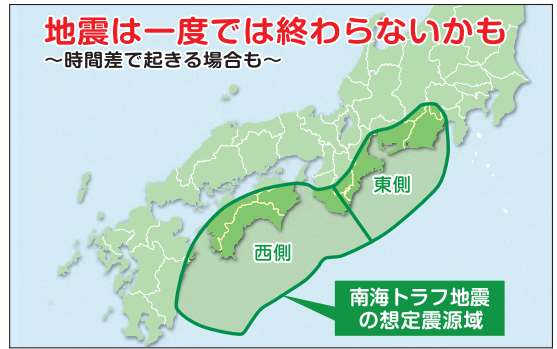 地震は一度では終わらないかも
～時間差で起きる場合も～
東側
西側
南海トラフ地震
の想定震源域